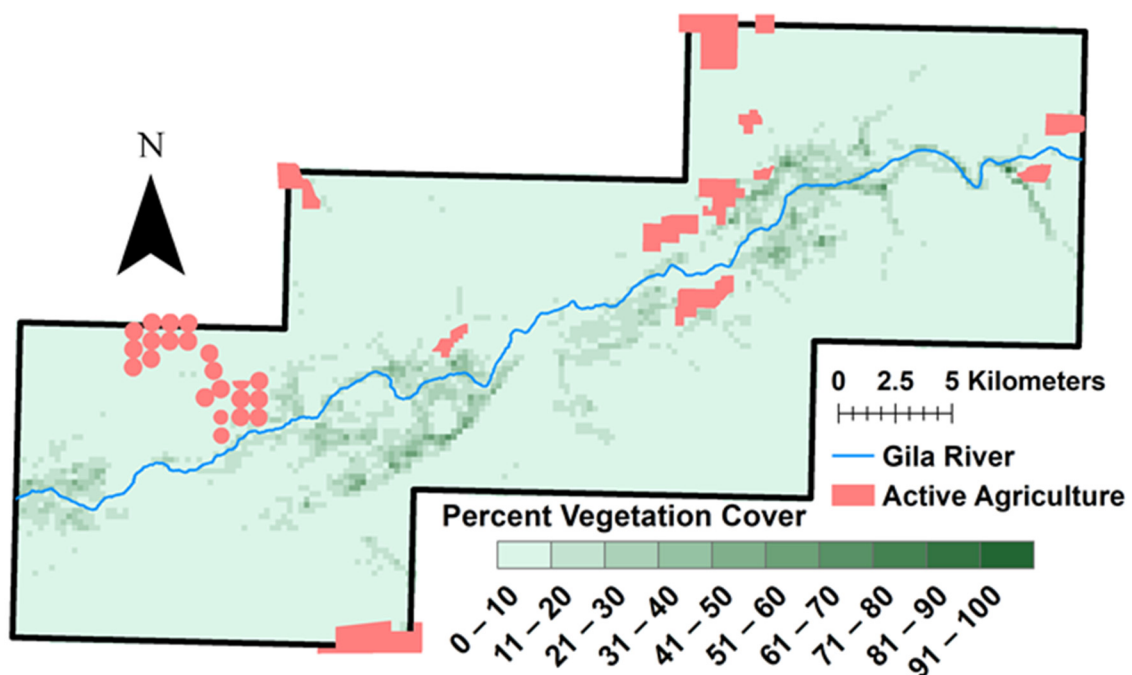 N
0 2.5 5 Kilometers
Gila River
Active Agriculture
Percent Vegetation Cover
0 – 10
11 – 20
21 – 30
31 – 40
41 – 50
51 – 60
61 – 70
71 – 80
81 – 90
91 – 100